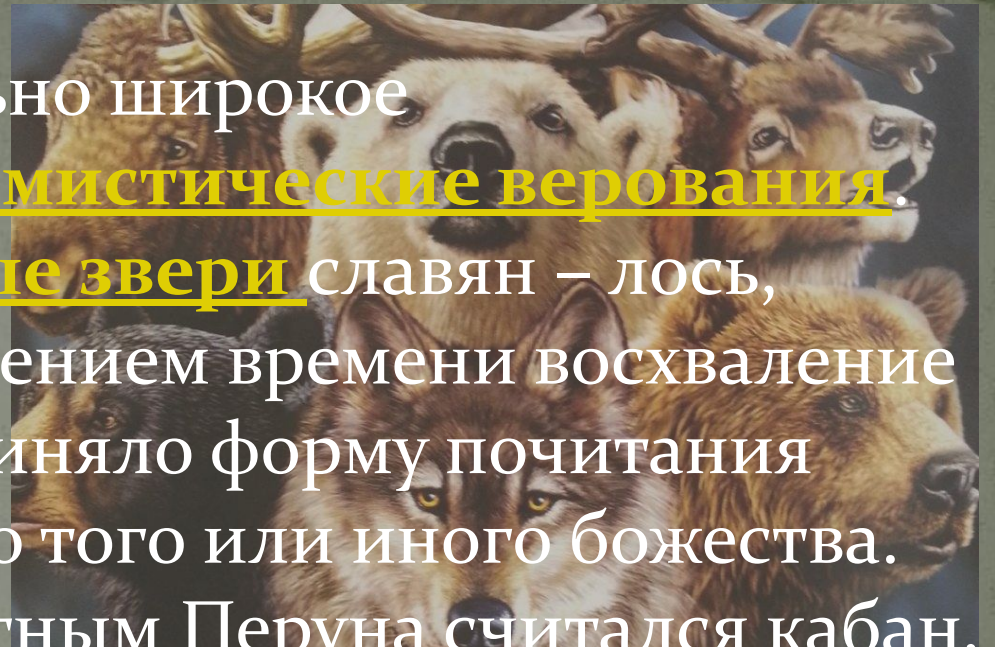 ьно широкое
мистические верования.
ые звери славян – лось,
ением времени восхваление
иняло форму почитания
о того или иного божества.
тным Перуна считался кабан.